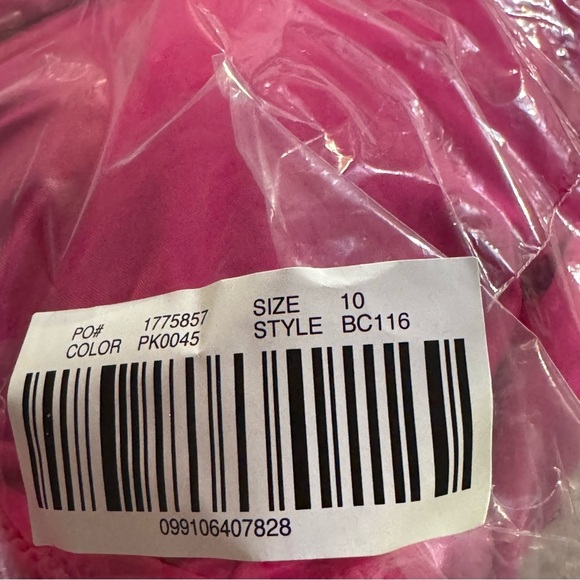 PO# 1775857 SIZE 10
COLOR PK0045 STYLE BC116
099106407828